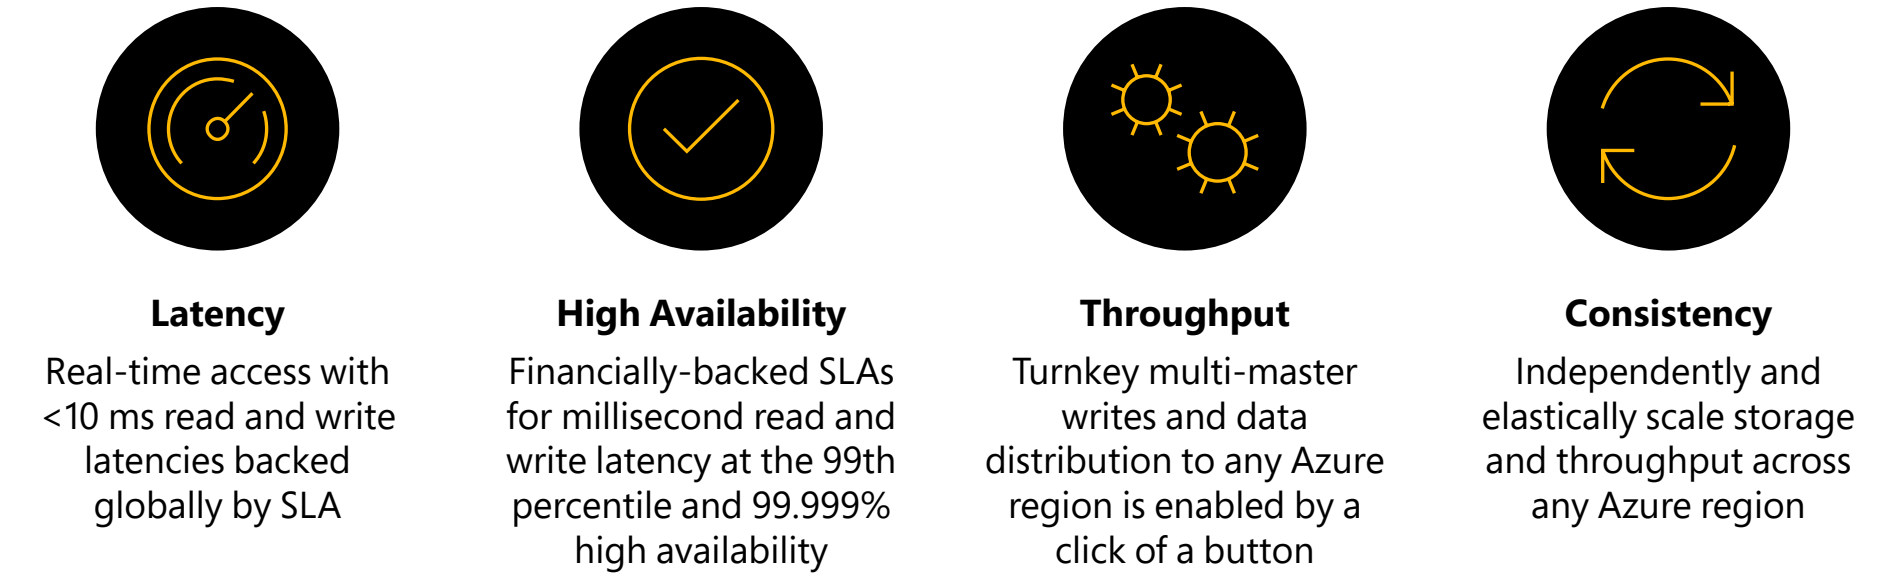 Latency
Real-time access with
<10 ms read and write
latencies backed
globally by SLA
High Availability
Financially-backed SLAs
for millisecond read and
write latency at the 99th
percentile and 99.999%
high availability
Throughput
Turnkey multi-master
writes and data
distribution to any Azure
region is enabled by a
click of a button
Consistency
Independently and
elastically scale storage
and throughput across
any Azure region